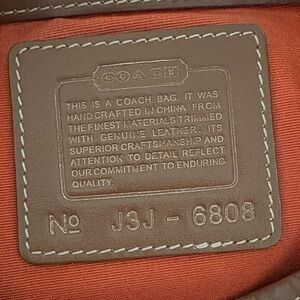 COACH
THIS IS A COACH BAG. IT WAS
HANDCRAFTED IN CHINA FROM
THE FINEST MATERIALS TRIMMED
WITH GENUINE LEATHER. ITS
SUPERIOR CRAFTSMANSHIP AND
ATTENTION TO DETAIL REFLECT
OUR COMMITMENT TO ENDURING
QUALITY.
Nº J3J - 6808